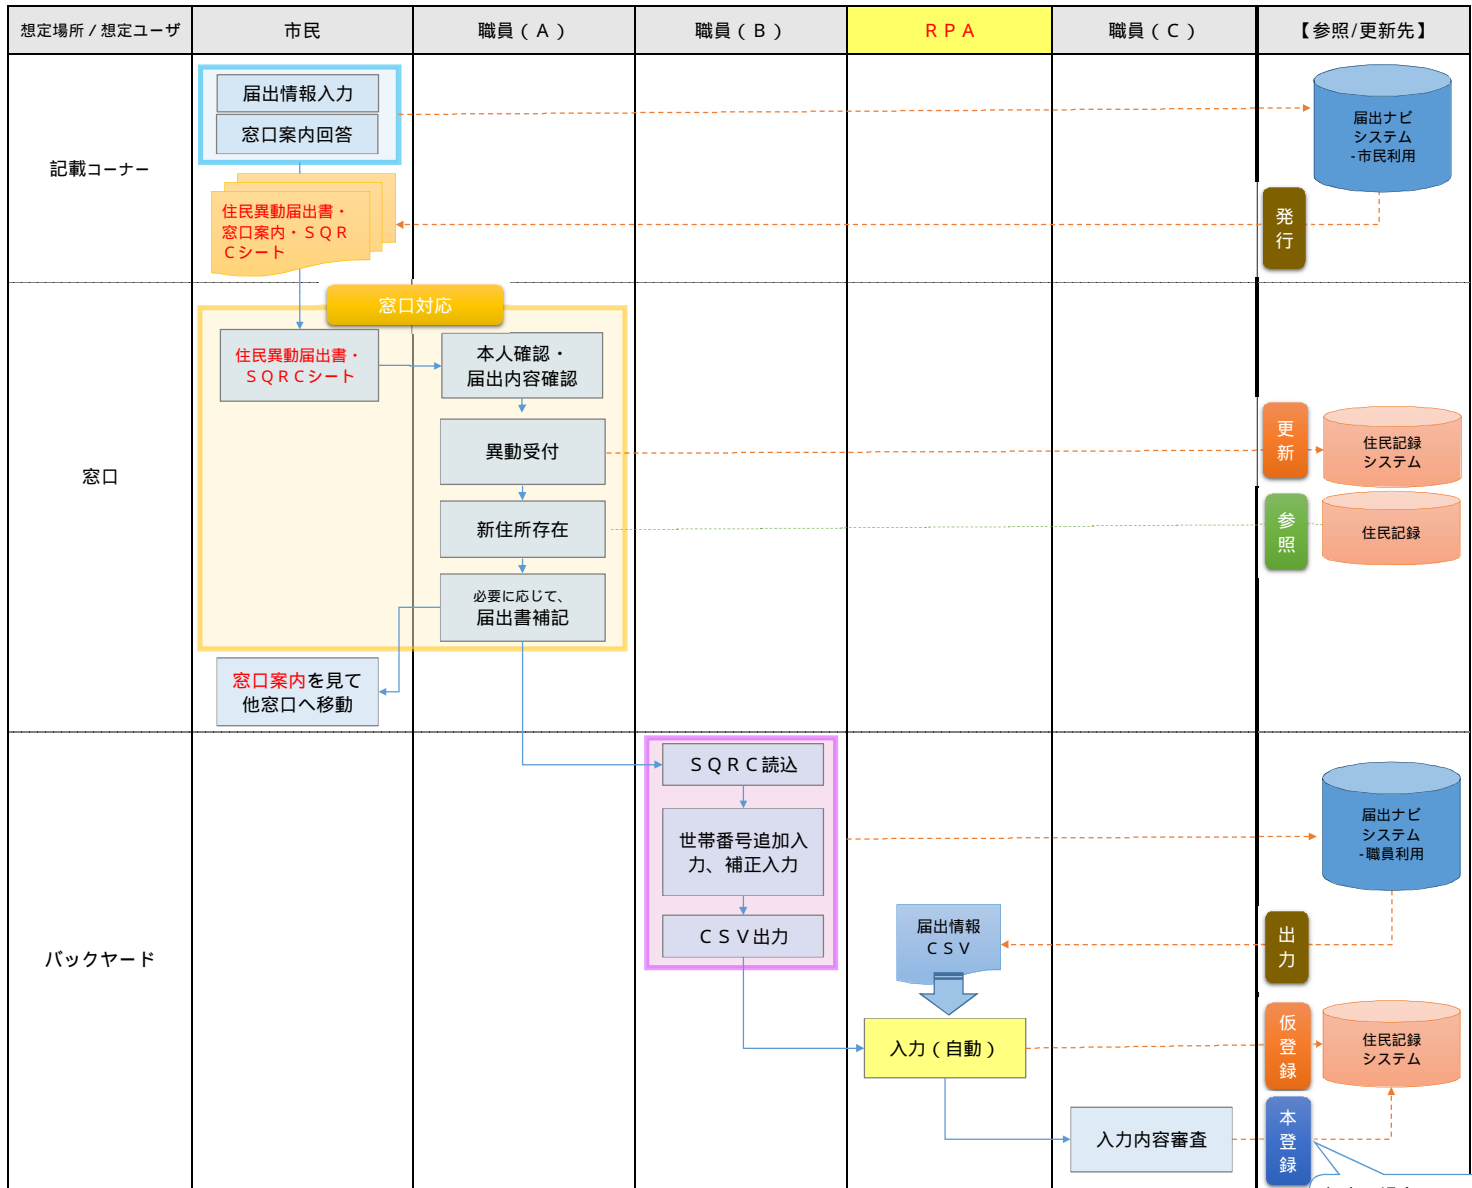 想定場所 / 想定ユーザ
市民
職員（A）
職員（B）
RPA
職員（C）
【参照/更新先】
記載コーナー
届出情報入力
窓口案内回答
届出ナビ
システム
-市民利用
住民異動届出書・
窓口案内・SQR
Cシート
発
行
窓口
窓口対応
住民異動届出書・
SQRCシート
本人確認・
届出内容確認
異動受付
更
新
住民記録
システム
新住所存在
参
照
住民記録
必要に応じて、
届出書補記
窓口案内を見て
他窓口へ移動
バックヤード
SQRC読込
世帯番号追加入
力、補正入力
CSV出力
届出ナビ
システム
-職員利用
届出情報
CSV
出
力
入力（自動）
仮
登
録
住民記録
システム
入力内容審査
本
登
録